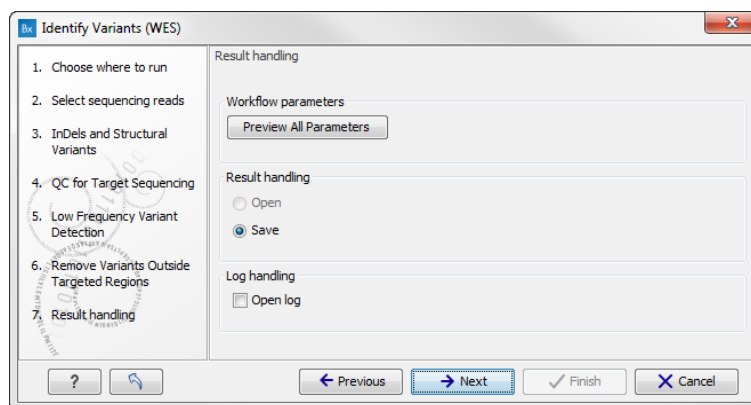 Bx Identify Variants (WES)
1. Choose where to run
2. Select sequencing reads
3. InDels and Structural
Variants
4. QC for Target Sequencing
5. Low Frequency Variant
Detection
6. Remove Variants Outside
Targeted Regions
7. Result handling
Result handling
Workflow parameters
Preview All Parameters
Result handling
Open
Save
Log handling
Open log
?
Previous
Next
Finish
Cancel